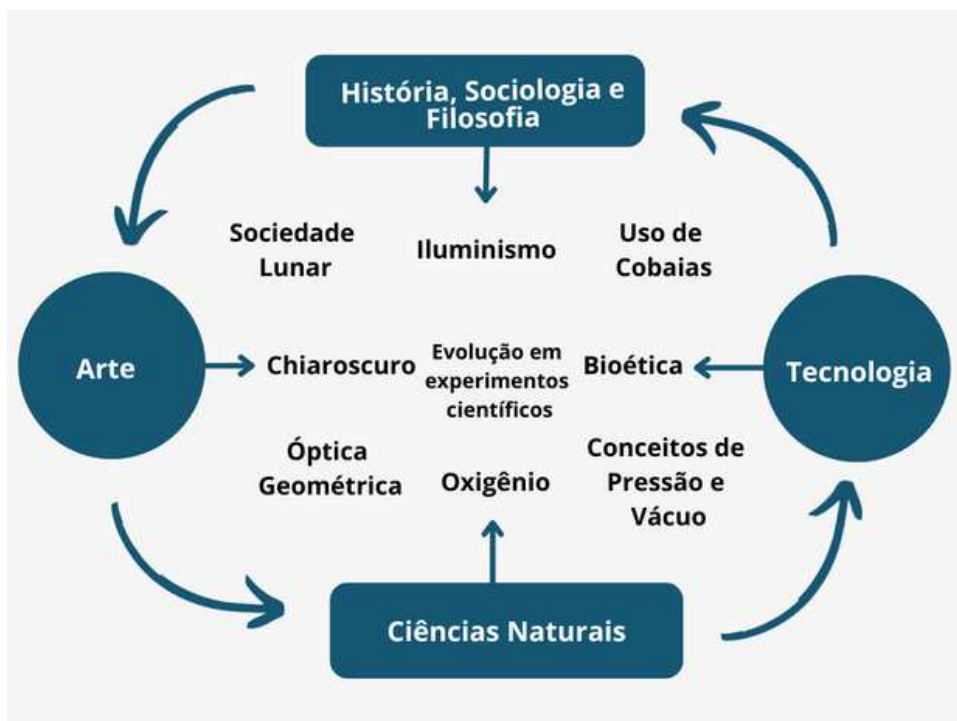 História, Sociologia e
Filosofia
Sociedade
Lunar
Iluminismo
Uso de
Cobaias
Arte
Chiaroscuro
Evolução em
experimentos
científicos
Bioética
Tecnologia
Óptica
Geométrica
Oxigênio
Conceitos de
Pressão e
Vácuo
Ciências Naturais